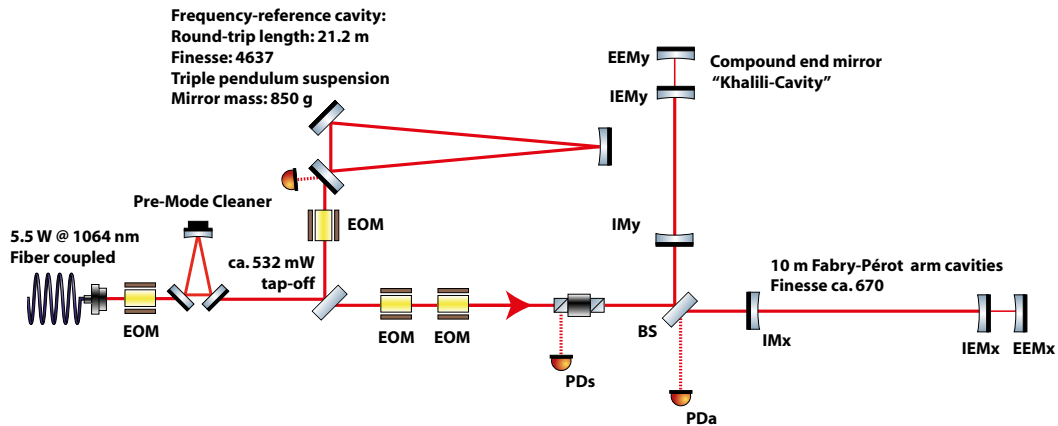 Frequency-reference cavity:
Round-trip length: 21.2 m
Finesse: 4637
Triple pendulum suspension
Mirror mass: 850 g
EEMy
IEMy
Compound end mirror
“Khalili-Cavity”
Pre-Mode Cleaner
EOM
IMy
5.5 W @ 1064 nm
Fiber coupled
ca. 532 mW
tap-off
10 m Fabry-Pérot arm cavities
Finesse ca. 670
EOM
EOM
EOM
BS
IMx
IEMx
EEMx
PDs
PDa